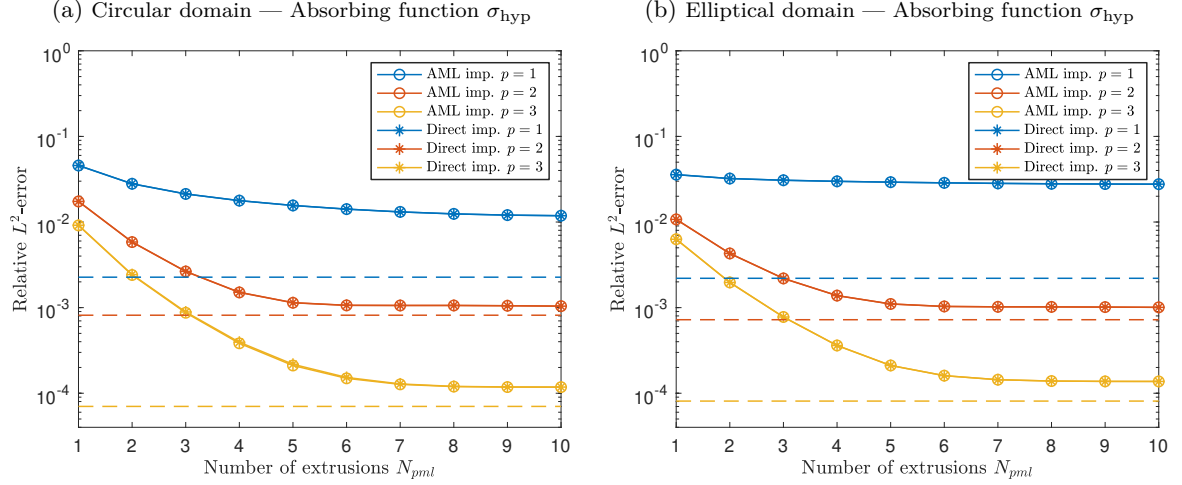 (a) Circular domain — Absorbing function σhyp
10^0
10^-1
10^-2
10^-3
10^-4
Relative L^2-error
AML imp. p = 1
AML imp. p = 2
AML imp. p = 3
Direct imp. p = 1
Direct imp. p = 2
Direct imp. p = 3
1 2 3 4 5 6 7 8 9 10
Number of extrusions N_pml
(b) Elliptical domain — Absorbing function σhyp
10^0
10^-1
10^-2
10^-3
10^-4
Relative L^2-error
AML imp. p = 1
AML imp. p = 2
AML imp. p = 3
Direct imp. p = 1
Direct imp. p = 2
Direct imp. p = 3
1 2 3 4 5 6 7 8 9 10
Number of extrusions N_pml